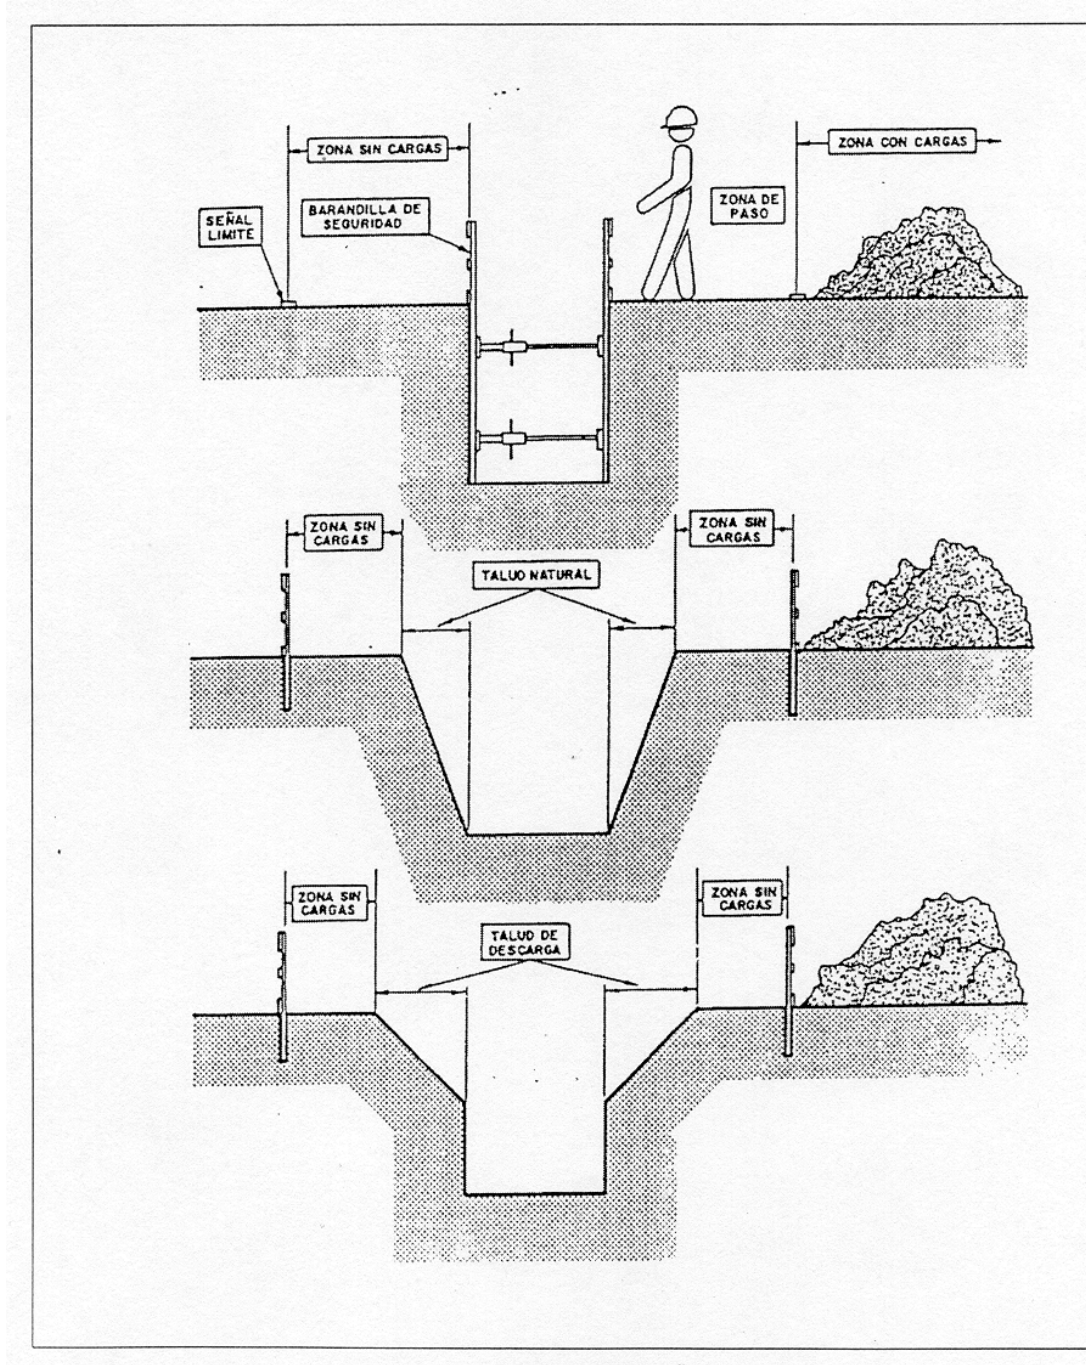 ZONA SIN CARGAS
ZONA CON CARGAS
SEÑAL
LIMITE
BARANDILLA DE
SEGURIDAD
ZONA DE
PASO
ZONA SIN
CARGAS
ZONA SIN
CARGAS
TALUD NATURAL
ZONA SIN
CARGAS
ZONA SIN
CARGAS
TALUD DE
DESCARGA